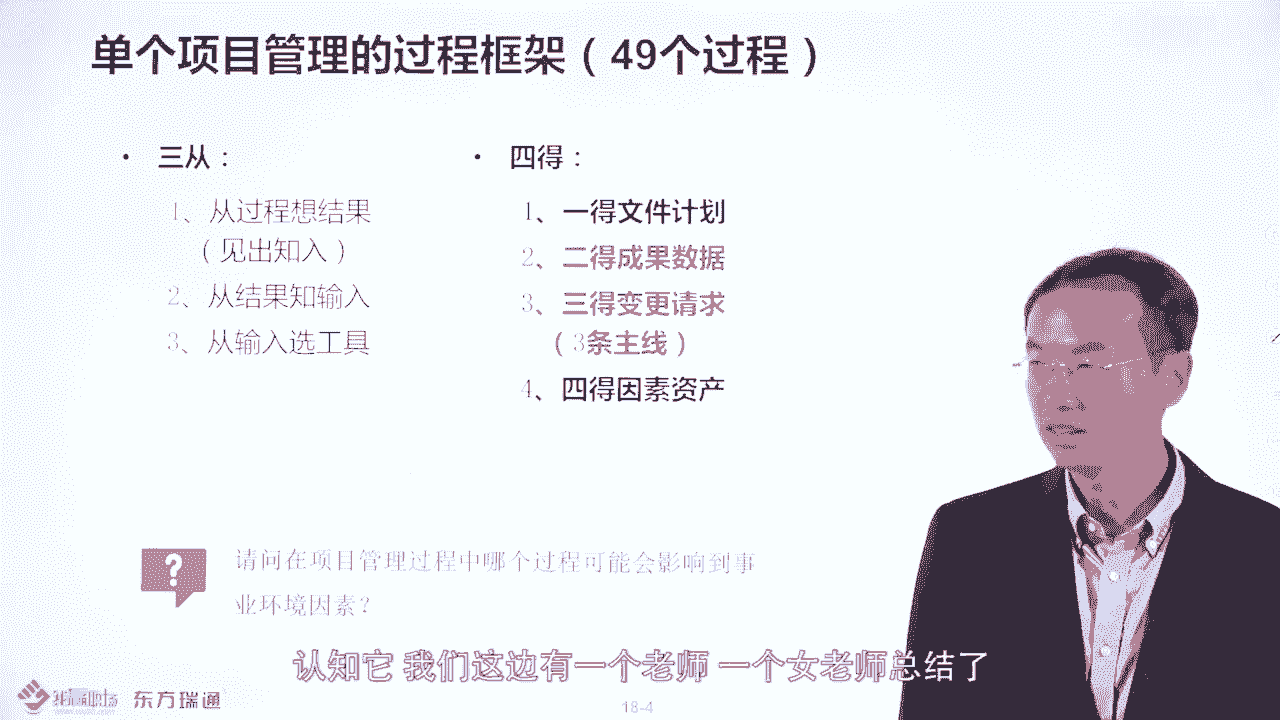 单个项目管理的过程框架（49个过程）
• 三从：
1、从过程想结果
（见出知入）
2、从结果知输入
3、从输入选工具
• 四得：
1、一得文件计划
2、二得成果数据
3、三得变更请求
（3条主线）
4、四得因素资产
?
请问在项目管理过程中哪个过程可能会影响到事
业环境因素？
认知它 我们这边有一个老师 一个女老师总结了
东方瑞通
18-4